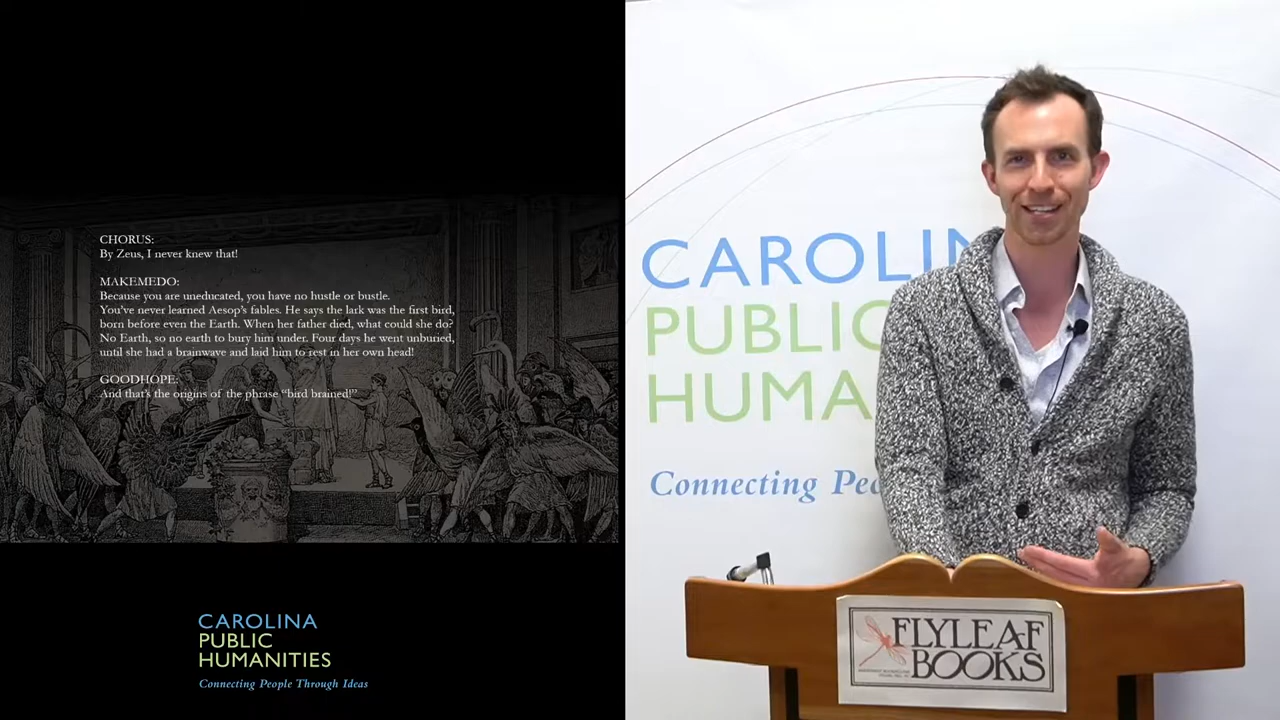 CHORUS:
By Zeus, I never knew that!
MAKEMEDO:
Because you are uneducated, you have no hustle or bustle.
You've never learned Aesop's fables. He says the lark was the first bird,
born before even the Earth. When her father died, what could she do?
No Earth, so no earth to bury him under. Four days he went unburied,
until she had a brainwave and laid him to rest in her own head!
GOODHOPE:
And that's the origins of the phrase “bird brained!”
CAROLINA
PUBLIC
HUMANITIES
Connecting People Through Ideas
CAROLIN
PUBLIC
HUMA
Connecting Peo
FLYLEAF
BOOKS